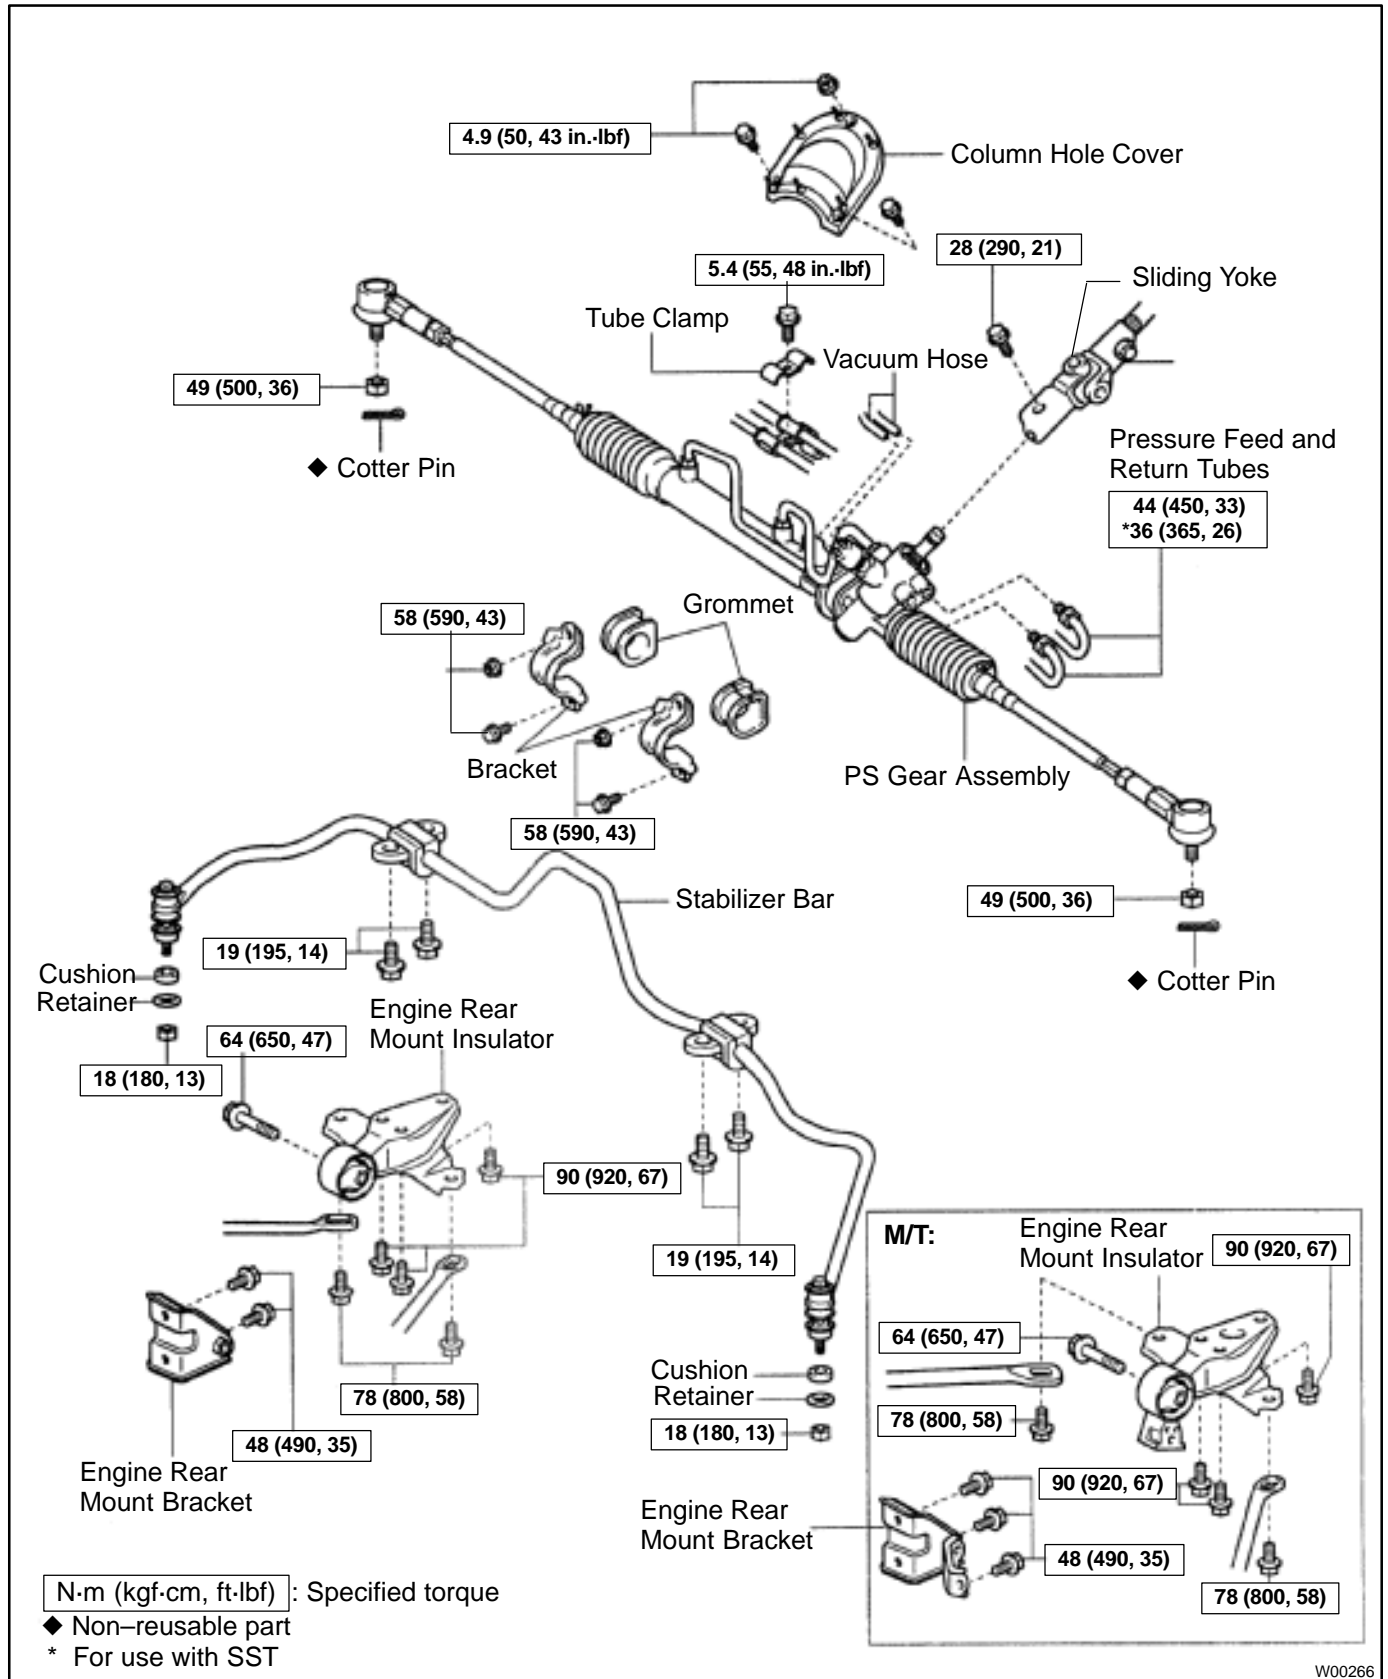 4.9 (50, 43 in.·lbf)
Column Hole Cover
28 (290, 21)
5.4 (55, 48 in.·lbf)
Sliding Yoke
Tube Clamp
Vacuum Hose
49 (500, 36)
◆ Cotter Pin
Pressure Feed and
Return Tubes
44 (450, 33)
*36 (365, 26)
Grommet
58 (590, 43)
Bracket
PS Gear Assembly
58 (590, 43)
Stabilizer Bar
49 (500, 36)
19 (195, 14)
◆ Cotter Pin
Cushion
Retainer
Engine Rear
Mount Insulator
64 (650, 47)
18 (180, 13)
90 (920, 67)
M/T:
Engine Rear
Mount Insulator
90 (920, 67)
19 (195, 14)
64 (650, 47)
Cushion
Retainer
78 (800, 58)
78 (800, 58)
18 (180, 13)
48 (490, 35)
Engine Rear
Mount Bracket
90 (920, 67)
Engine Rear
Mount Bracket
48 (490, 35)
78 (800, 58)
N·m (kgf·cm, ft·lbf) : Specified torque
◆ Non–reusable part
* For use with SST
W00266